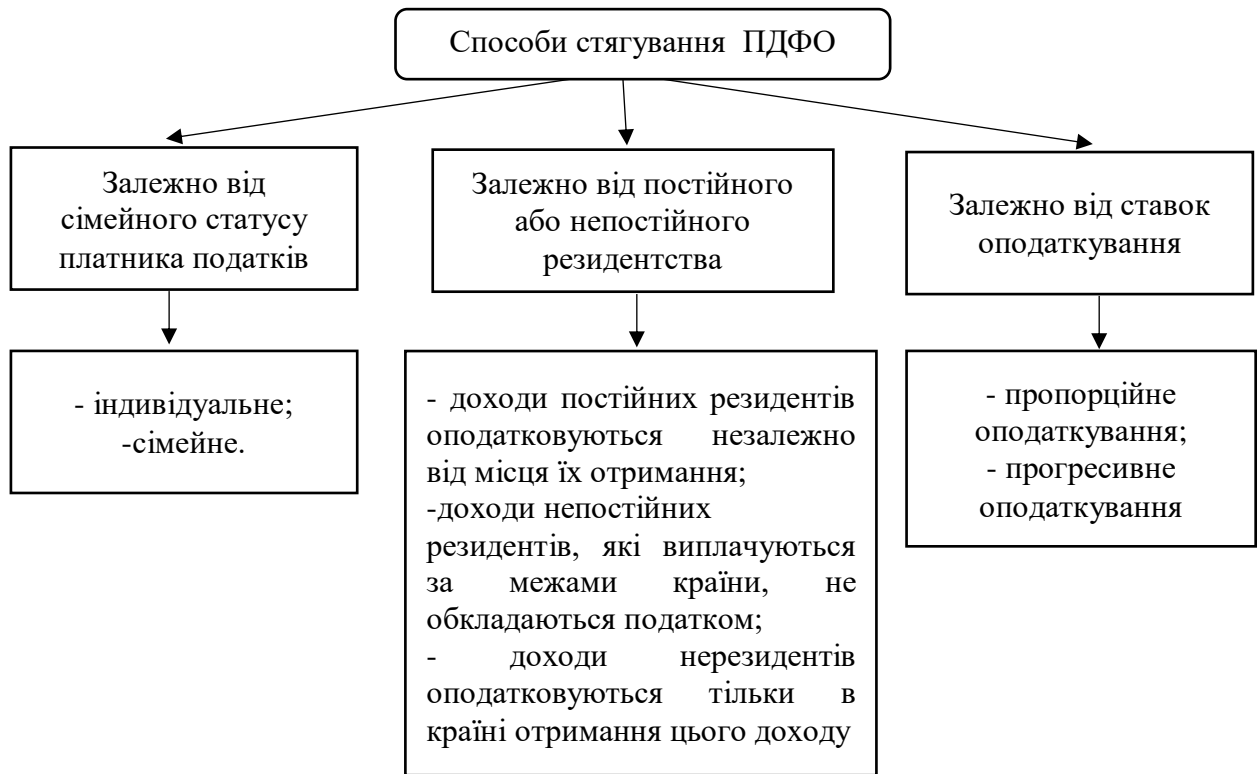 Способи стягування ПДФО
Залежно від
сімейного статусу
платника податків
Залежно від постійного
або непостійного
резидентства
Залежно від ставок
оподаткування
- індивідуальне;
-сімейне.
- доходи постійних резидентів
оподатковуються незалежно
від місця їх отримання;
-доходи непостійних
резидентів, які виплачуються
за межами країни, не
обкладаються податком;
- доходи нерезидентів
оподатковуються тільки в
країні отримання цього доходу
- пропорційне
оподаткування;
- прогресивне
оподаткування